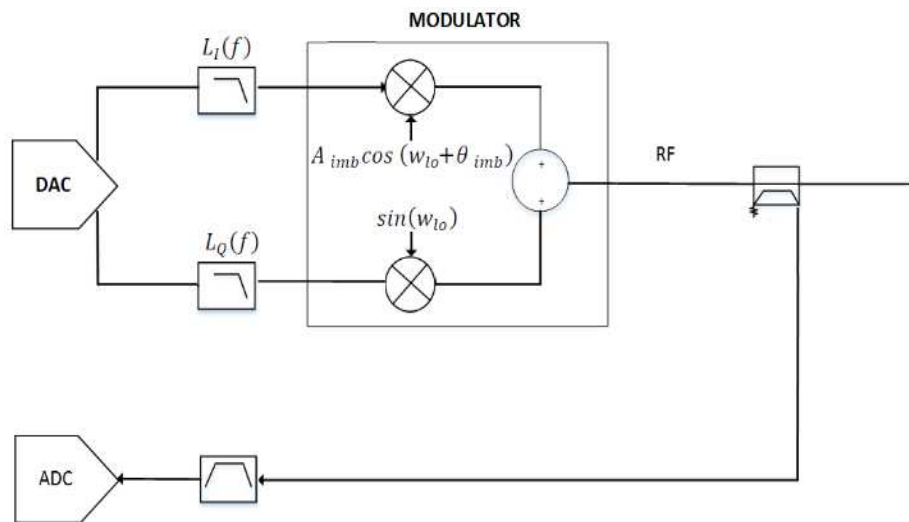 MODULATOR
L_I(f)
A_imb cos (w_lo+θ_imb)
RF
+
+
DAC
sin(w_lo)
L_Q(f)
ADC